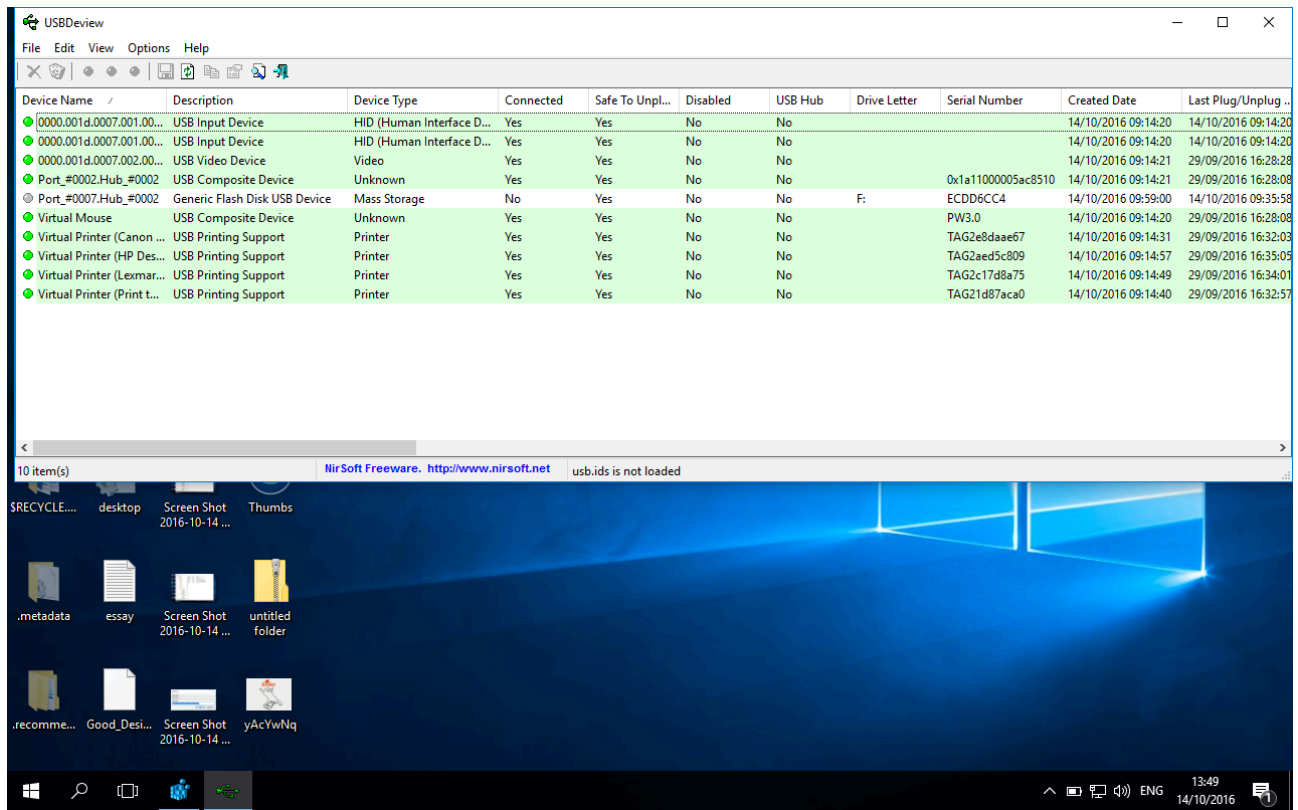 USBDeview
File Edit View Options Help
Device Name Description Device Type Connected Safe To Unpl... Disabled USB Hub Drive Letter Serial Number Created Date Last Plug/Unplug ..
0000.001d.0007.001.00... USB Input Device HID (Human Interface D... Yes Yes No No 14/10/2016 09:14:20 14/10/2016 09:14:20
0000.001d.0007.001.00... USB Input Device HID (Human Interface D... Yes Yes No No 14/10/2016 09:14:20 14/10/2016 09:14:20
0000.001d.0007.002.00... USB Video Device Video Yes Yes No No 14/10/2016 09:14:21 29/09/2016 16:28:28
Port_#0002.Hub_#0002 USB Composite Device Unknown Yes Yes No No 0x1a11000005ac8510 14/10/2016 09:14:21 29/09/2016 16:28:08
Port_#0007.Hub_#0002 Generic Flash Disk USB Device Mass Storage No Yes No No F: ECDD6CC4 14/10/2016 09:59:00 14/10/2016 09:35:58
Virtual Mouse USB Composite Device Unknown Yes Yes No No PW3.0 14/10/2016 09:14:20 29/09/2016 16:28:08
Virtual Printer (Canon ... USB Printing Support Printer Yes Yes No No TAG2e8daae67 14/10/2016 09:14:31 29/09/2016 16:32:03
Virtual Printer (HP Des... USB Printing Support Printer Yes Yes No No TAG2aed5c809 14/10/2016 09:14:57 29/09/2016 16:35:05
Virtual Printer (Lexmar... USB Printing Support Printer Yes Yes No No TAG2c17d8a75 14/10/2016 09:14:49 29/09/2016 16:34:01
Virtual Printer (Print t... USB Printing Support Printer Yes Yes No No TAG21d87aca0 14/10/2016 09:14:40 29/09/2016 16:32:57
10 item(s) NirSoft Freeware. http://www.nirsoft.net usb.ids is not loaded
$RECYCLE.... desktop Screen Shot Thumbs
2016-10-14 ...
.metadata essay Screen Shot untitled
2016-10-14 ... folder
.recomme... Good_Desi... Screen Shot yAcYwNq
2016-10-14 ...
ENG 13:49
14/10/2016 1